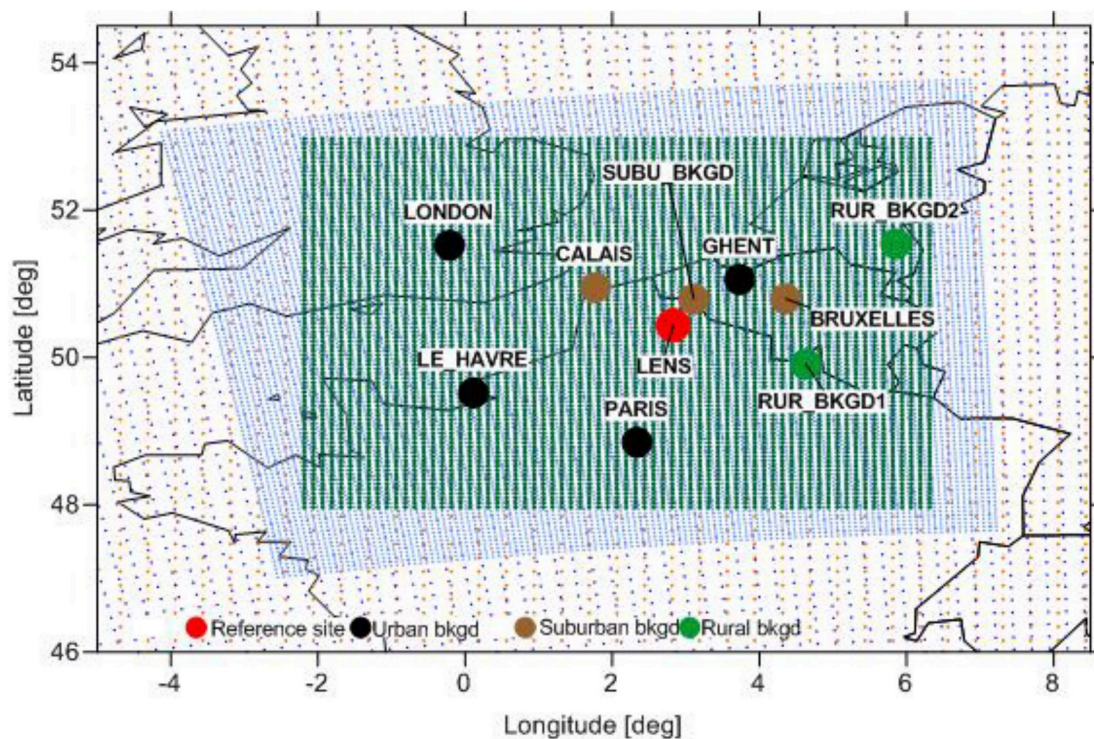 54
52
50
48
46
Latitude [deg]
SUBU_BKGD
LONDON
RUR_BKGD2
GHENT
CALAIS
BRUXELLES
LE_HAVRE
LENS
RUR_BKGD1
PARIS
Reference site Urban bkgd Suburban bkgd Rural bkgd
-4 -2 0 2 4 6 8
Longitude [deg]